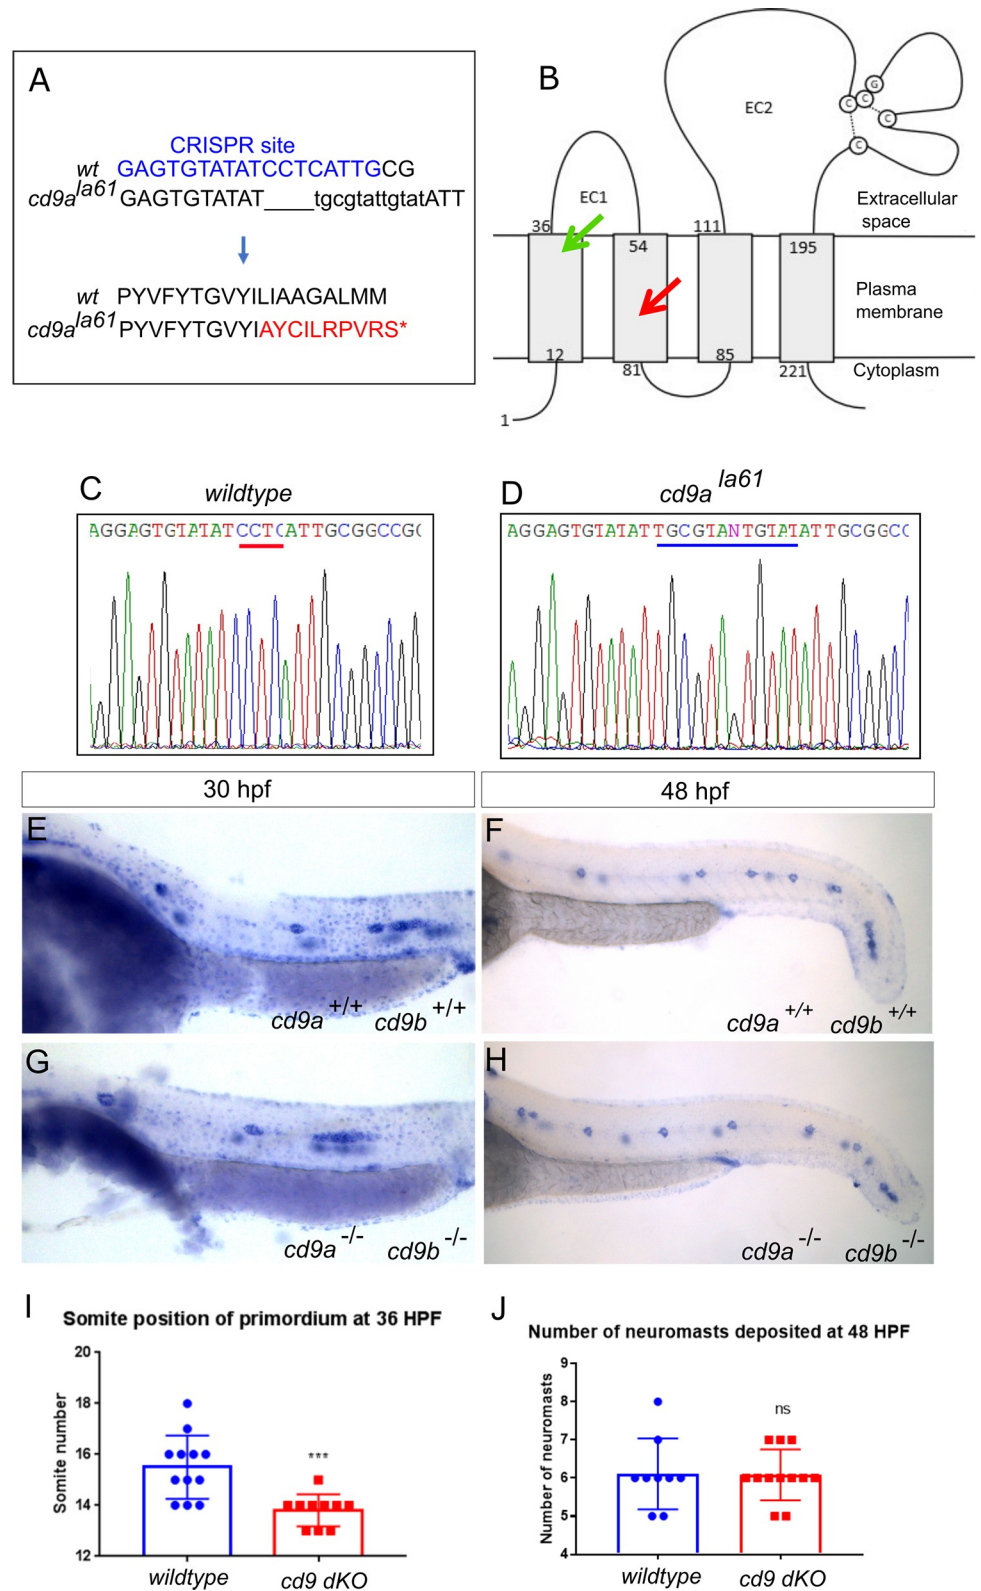 A
CRISPR site
wt GAGTGTATATCCTCATTGCG
cd9a la61 GAGTGTATAT____tgcgtattgtatATT
wt PYVFYTGVYILIAAGALMM
cd9a la61 PYVFYTGVYIAYCILRPVRS*
B
EC2
G
C
C
C
C
EC1
Extracellular
space
36
54
111
195
Plasma
membrane
12
81
85
221
Cytoplasm
1
C
wildtype
AGGAGTGTATATCCTCATTGCGGCCG
D
cd9a la61
AGGAGTGTATATTGCGTANTGTATATTGCGGC
30 hpf
48 hpf
E
cd9a +/+ cd9b +/+
F
cd9a +/+ cd9b +/+
G
cd9a -/- cd9b -/-
H
cd9a -/- cd9b -/-
I
Somite position of primordium at 36 HPF
Somite number
20
18
16
14
12
***
wildtype
cd9 dKO
J
Number of neuromasts deposited at 48 HPF
Number of neuromasts
9
8
7
6
5
4
ns
wildtype
cd9 dKO